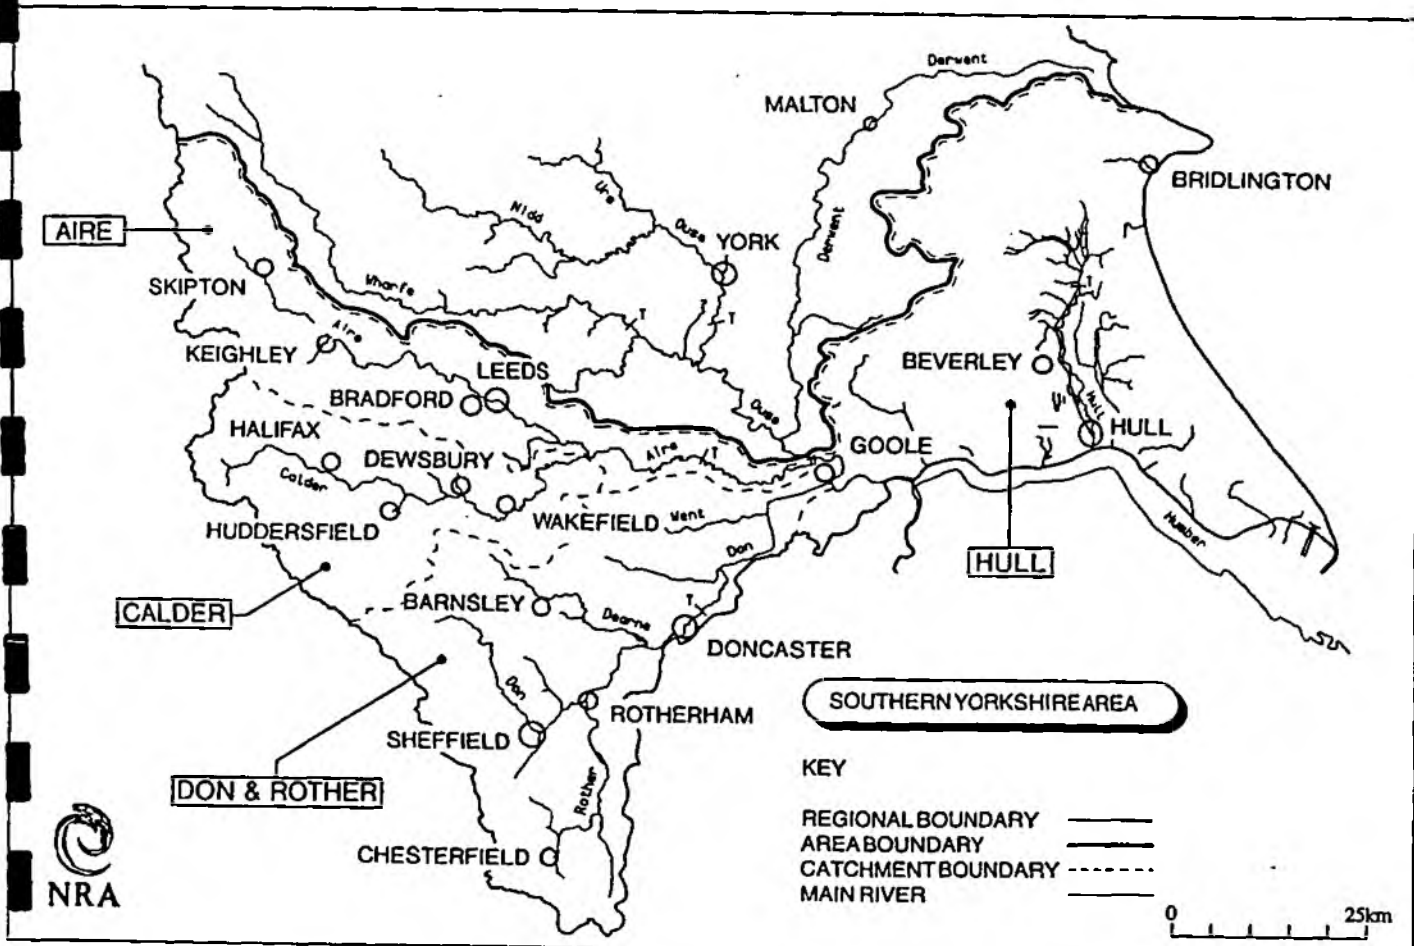 Derwent
MALTON
BRIDLINGTON
Ure
Nidd
Ouse
YORK
Derwent
AIRE
SKIPTON
Wharfe
T
T
T
Aire
KEIGHLEY
LEEDS
BEVERLEY
BRADFORD
Ouse
Hull
HULL
HALIFAX
DEWSBURY
Aire
T
GOOLE
Calder
HUDDERSFIELD
WAKEFIELD
Went
Humber
Don
HULL
CALDER
BARNSLEY
Dearne
T
DONCASTER
Don
ROTHERHAM
SHEFFIELD
DON & ROTHER
Rother
CHESTERFIELD
SOUTHERN YORKSHIRE AREA
KEY
REGIONAL BOUNDARY
AREA BOUNDARY
CATCHMENT BOUNDARY
MAIN RIVER
NRA
0 25km